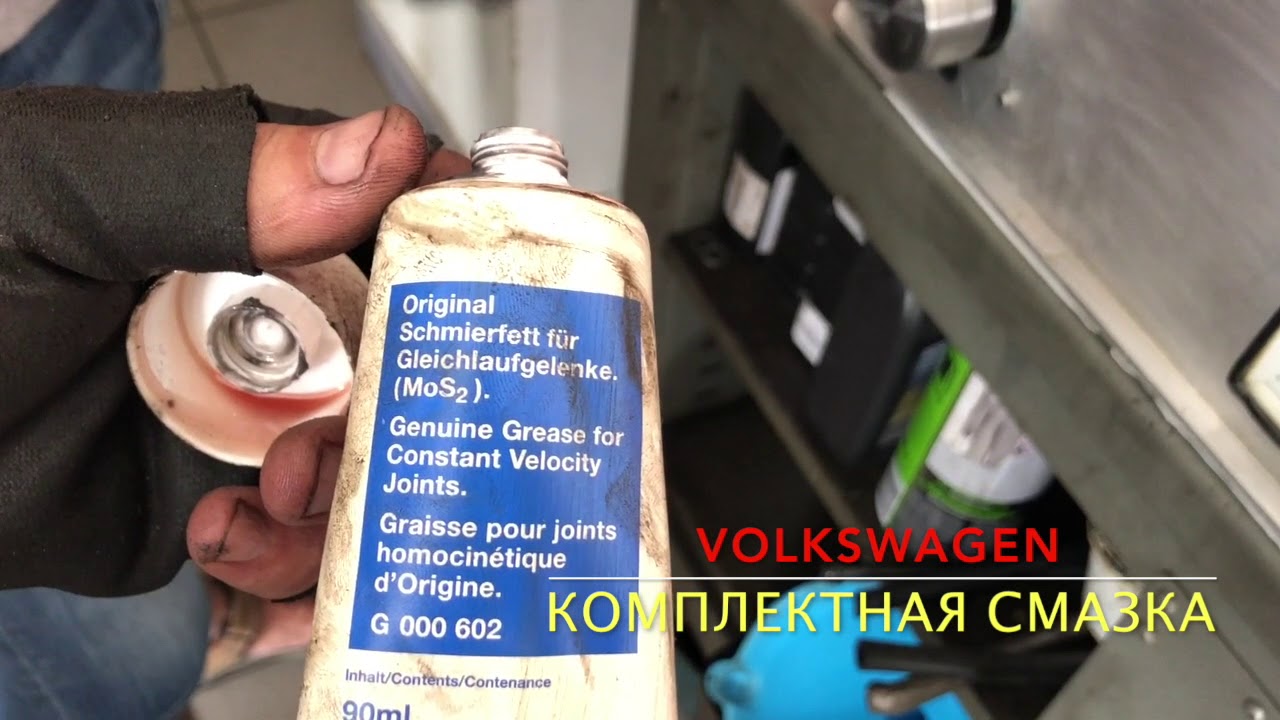 Original
Schmierfett für
Gleichlaufgelenke.
(MoS₂).
Genuine Grease for
Constant Velocity
Joints.
Graisse pour joints
homocinétique
d'Origine.
G 000 602
Inhalt/Contents/Contenance
90ml
VOLKSWAGEN
КОМПЛЕКТНАЯ СМАЗКА